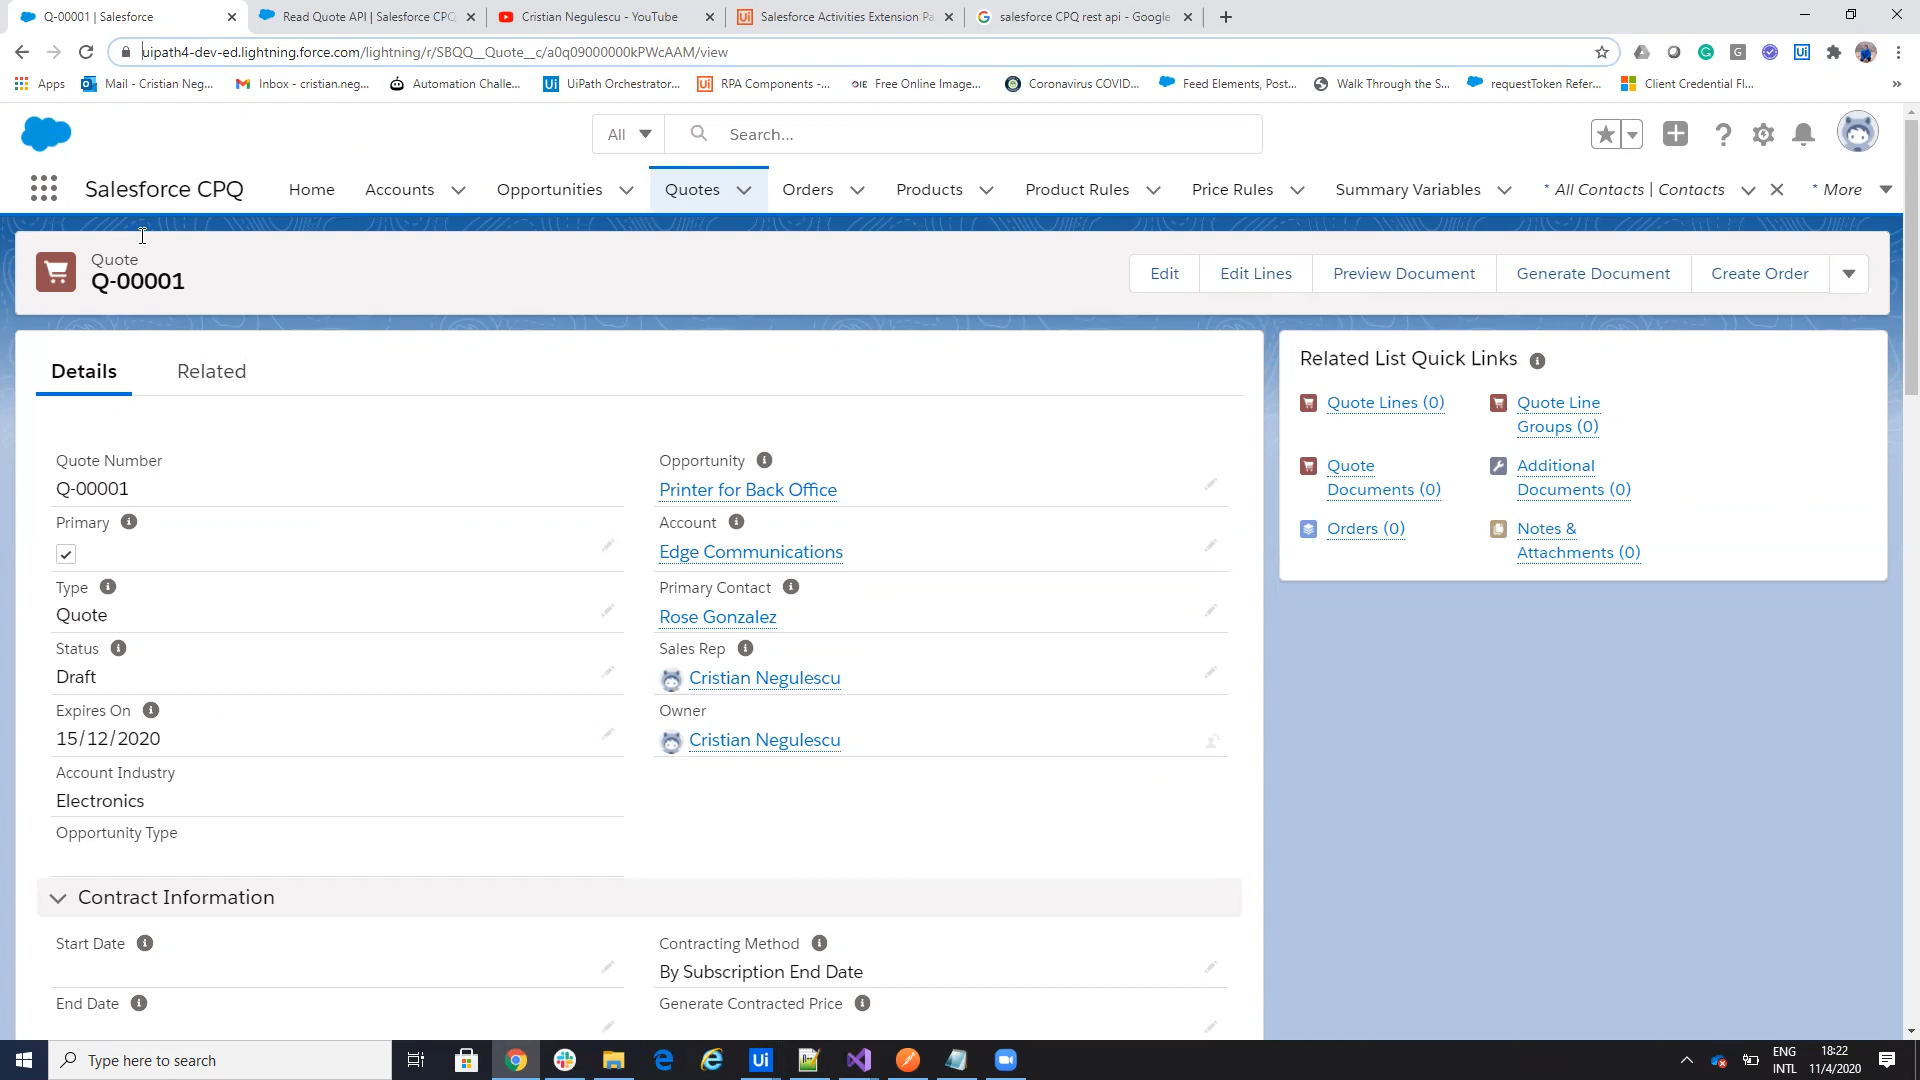 Q-00001 | Salesforce
Read Quote API | Salesforce CPQ
Cristian Negulescu - YouTube
Salesforce Activities Extension Pa
salesforce CPQ rest api - Google
uipath4-dev-ed.lightning.force.com/lightning/r/SBQQ__Quote__c/a0q09000000kPWcAAM/view
Apps
Mail - Cristian Neg...
Inbox - cristian.neg...
Automation Challe...
UiPath Orchestrator...
RPA Components -...
Free Online Image...
Coronavirus COVID...
Feed Elements, Post...
Walk Through the S...
requestToken Refer...
Client Credential Fl...
All
Search...
Salesforce CPQ
Home
Accounts
Opportunities
Quotes
Orders
Products
Product Rules
Price Rules
Summary Variables
* All Contacts | Contacts
* More
Quote
Q-00001
Edit
Edit Lines
Preview Document
Generate Document
Create Order
Details
Related
Quote Number
Q-00001
Primary
Type
Quote
Status
Draft
Expires On
15/12/2020
Account Industry
Electronics
Opportunity Type
Opportunity
Printer for Back Office
Account
Edge Communications
Primary Contact
Rose Gonzalez
Sales Rep
Cristian Negulescu
Owner
Cristian Negulescu
Contract Information
Start Date
End Date
Contracting Method
By Subscription End Date
Generate Contracted Price
Related List Quick Links
Quote Lines (0)
Quote Line
Groups (0)
Quote
Documents (0)
Additional
Documents (0)
Orders (0)
Notes &
Attachments (0)
Type here to search
ENG
INTL
18:22
11/4/2020